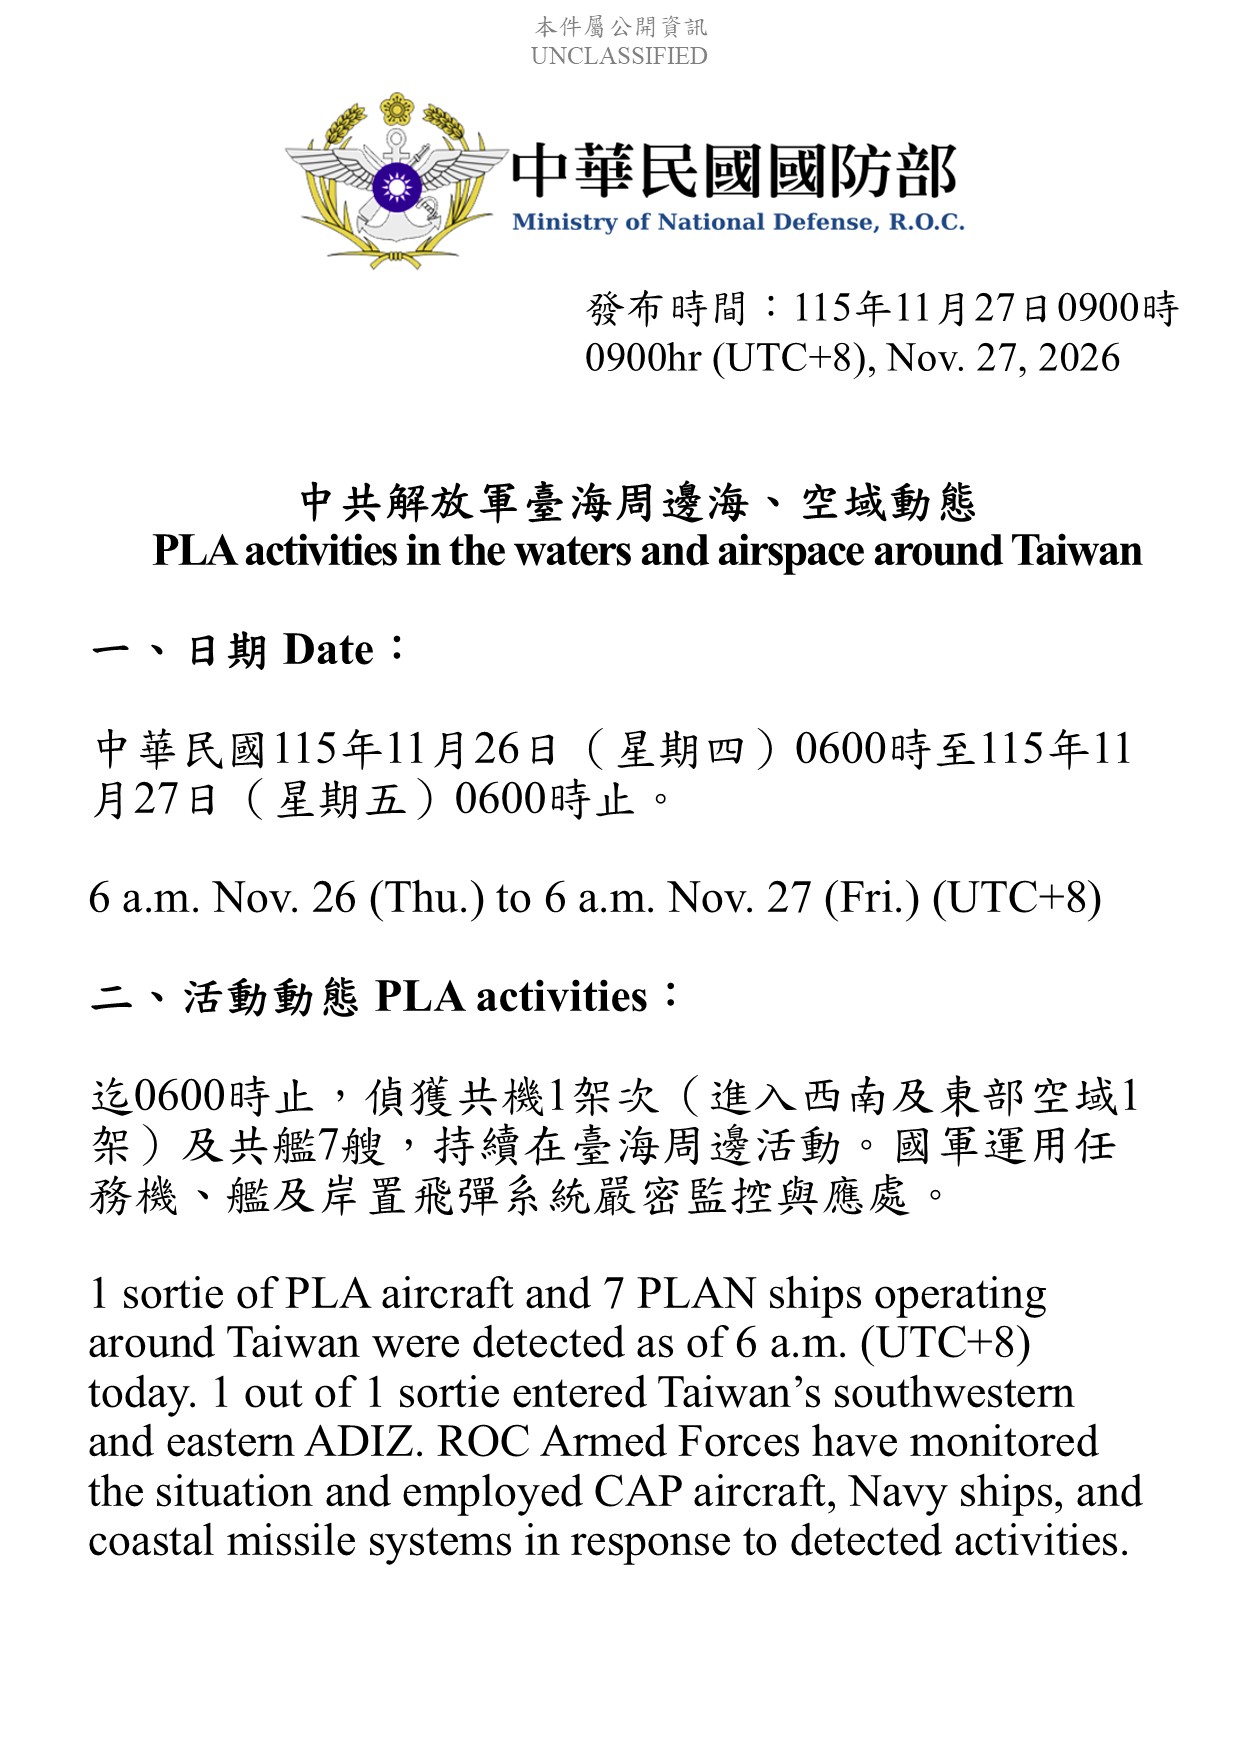 本件屬公開資訊
UNCLASSIFIED
中華民國國防部
Ministry of National Defense, R.O.C.
發布時間：115年11月27日0900時
0900hr (UTC+8), Nov. 27, 2026
中共解放軍臺海周邊海、空域動態
PLA activities in the waters and airspace around Taiwan
一、日期 Date：
中華民國115年11月26日（星期四）0600時至115年11
月27日（星期五）0600時止。
6 a.m. Nov. 26 (Thu.) to 6 a.m. Nov. 27 (Fri.) (UTC+8)
二、活動動態 PLA activities：
迄0600時止，偵獲共機1架次（進入西南及東部空域1
架）及共艦7艘，持續在臺海周邊活動。國軍運用任
務機、艦及岸置飛彈系統嚴密監控與應處。
1 sortie of PLA aircraft and 7 PLAN ships operating
around Taiwan were detected as of 6 a.m. (UTC+8)
today. 1 out of 1 sortie entered Taiwan’s southwestern
and eastern ADIZ. ROC Armed Forces have monitored
the situation and employed CAP aircraft, Navy ships, and
coastal missile systems in response to detected activities.